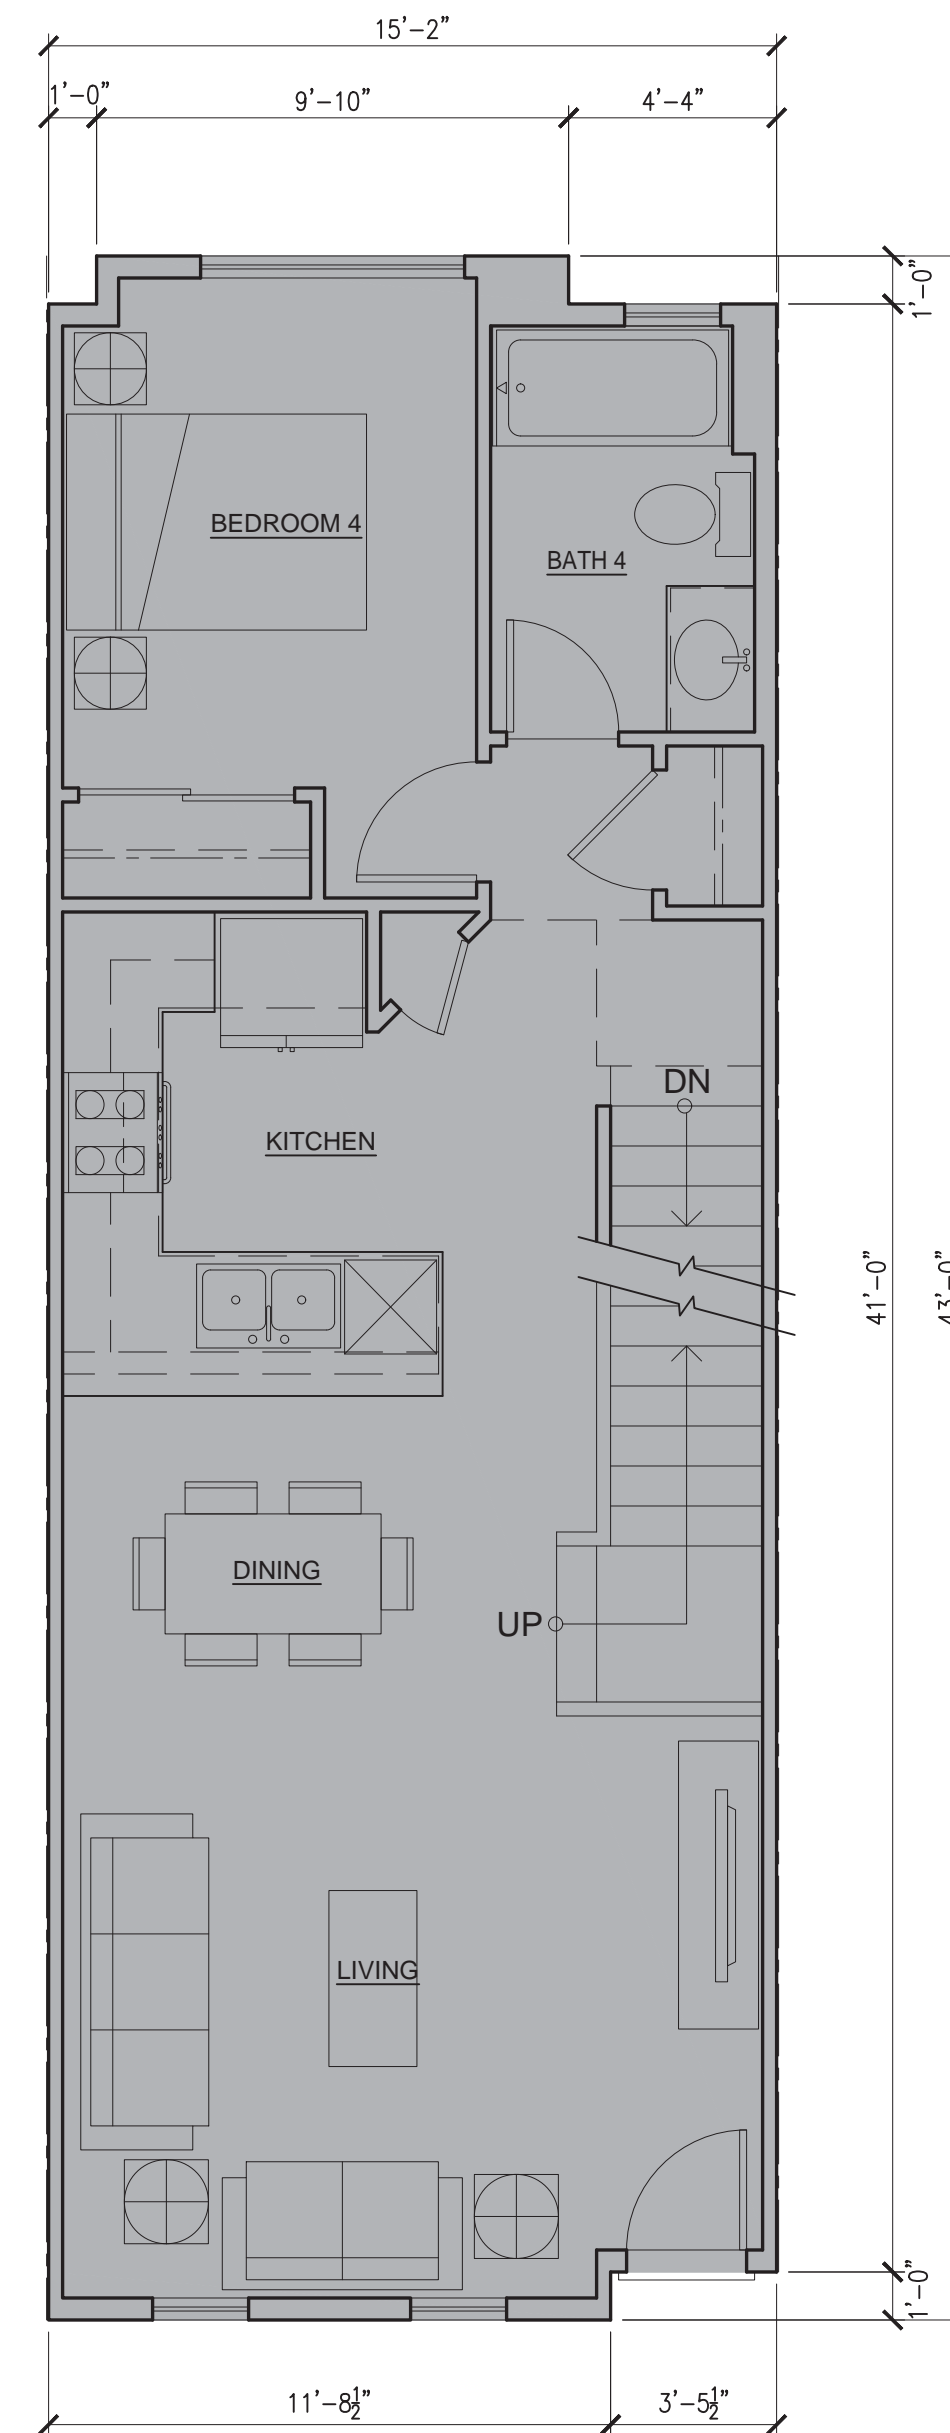 15'-2"
1'-0" 9'-10" 4'-4"
1'-0"
BEDROOM 4
BATH 4
DN
KITCHEN
41'-0" 43'-0"
DINING
UP
LIVING
1'-0"
11'-8½" 3'-5½"